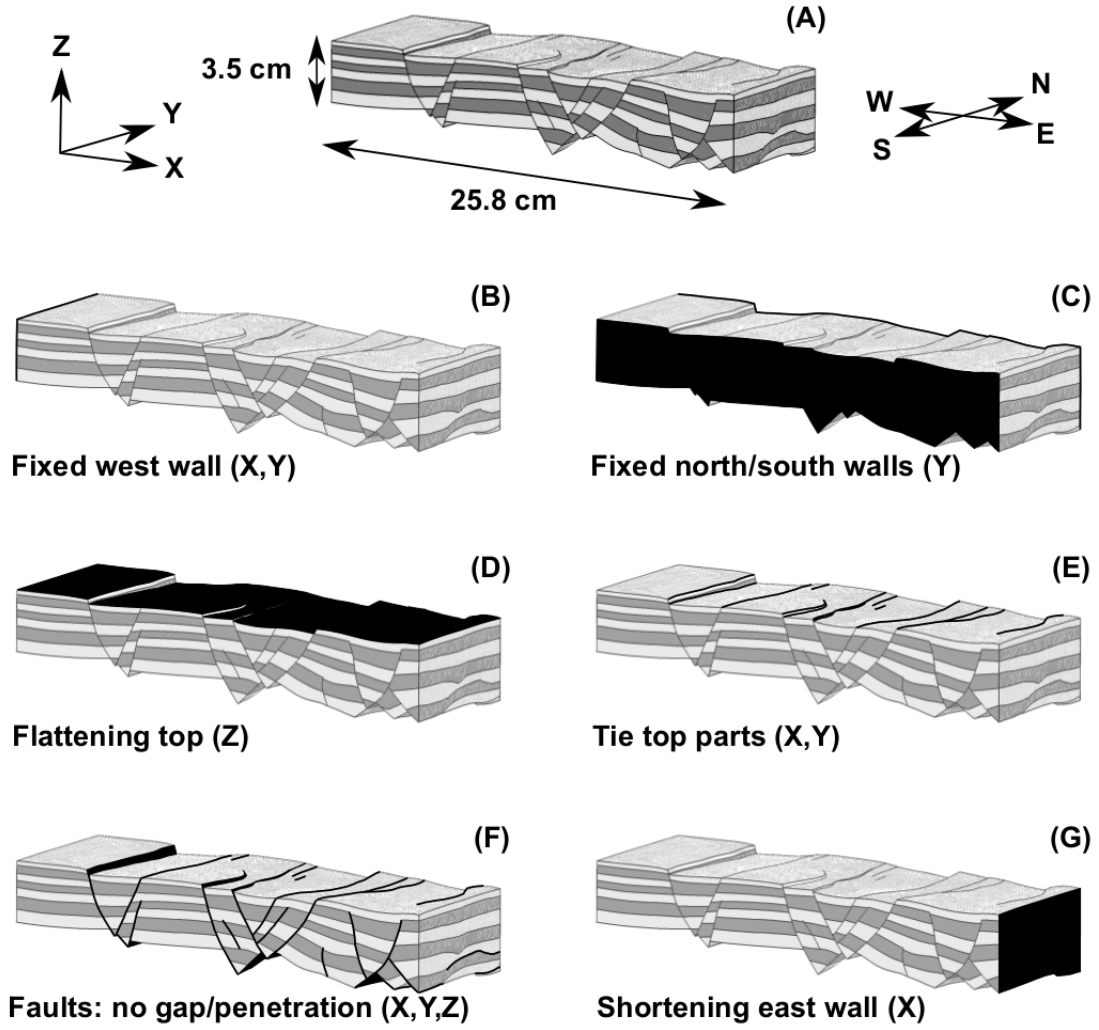 (A)
Z
Y
X
3.5 cm
25.8 cm
N
W
E
S
(B)
Fixed west wall (X,Y)
(C)
Fixed north/south walls (Y)
(D)
Flattening top (Z)
(E)
Tie top parts (X,Y)
(F)
Faults: no gap/penetration (X,Y,Z)
(G)
Shortening east wall (X)